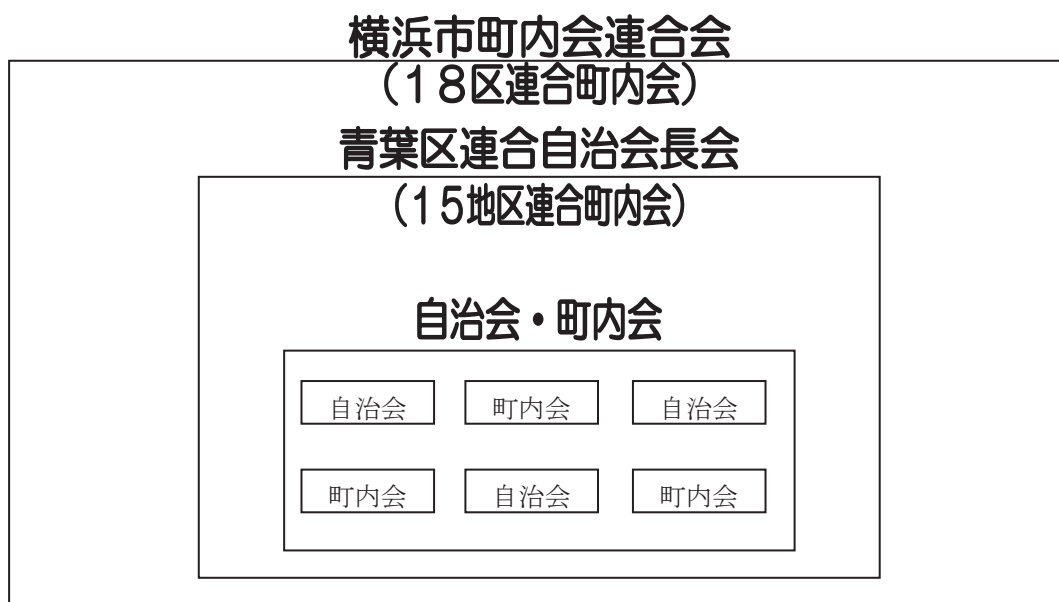 横浜市町内会連合会
（１８区連合町内会）
青葉区連合自治会長会
（１５地区連合町内会）
自治会・町内会
自治会 町内会 自治会
町内会 自治会 町内会